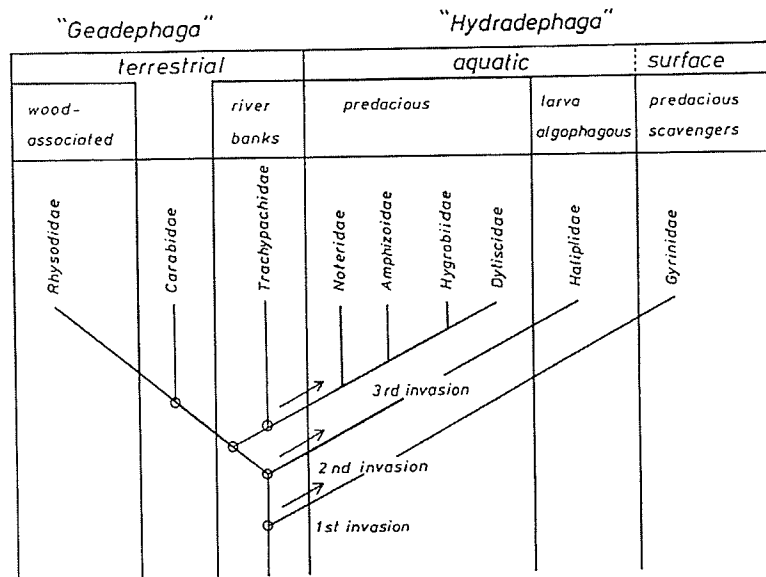 "Geadephaga"
"Hydradephaga"
terrestrial
aquatic
surface
wood-
associated
river
banks
predacious
larva
algophagous
predacious
scavengers
Rhysodidae
Carabidae
Trachypachidae
Noteridae
Amphizoidae
Hygrobiidae
Dytiscidae
Haliplidae
Gyrinidae
3rd invasion
2nd invasion
1st invasion